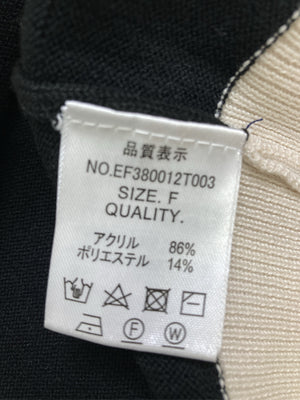 品質表示
NO.EF380012T003
SIZE. F
QUALITY.
アクリル 86%
ポリエステル 14%
F W